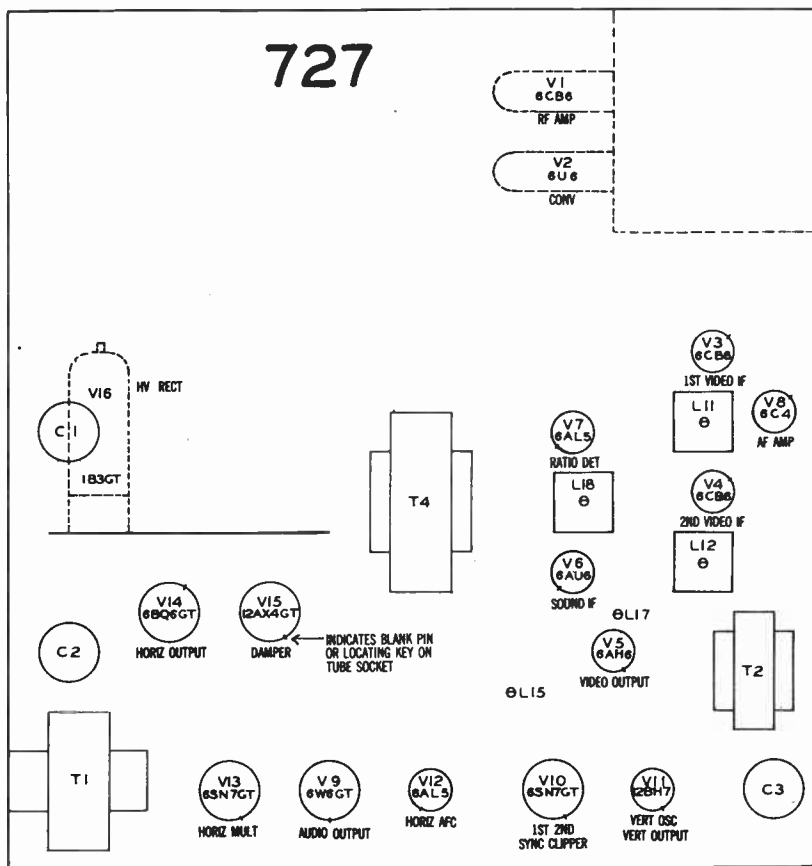 727
V1
6CB6
RF AMP
V2
6U6
CONV
V3
6CB6
1ST VIDEO IF
V16
HV RECT
C1
1B3GT
T4
V7
6AL5
RATIO DET
L11
V8
6C4
AF AMP
L18
V4
6CB6
2ND VIDEO IF
L12
V6
6AU6
SOUND IF
V14
6BQ6GT
HORIZ OUTPUT
V15
12AX4GT
DAMPER
INDICATES BLANK PIN
OR LOCATING KEY ON
TUBE SOCKET
C2
L17
V5
6AH6
VIDEO OUTPUT
L15
T2
T1
V13
6SN7GT
HORIZ MULT
V9
6W6GT
AUDIO OUTPUT
V12
6AL5
HORIZ AFC
V10
6SN7GT
1ST 2ND
SYNC CLIPPER
V11
12BH7
VERT OSC
VERT OUTPUT
C3